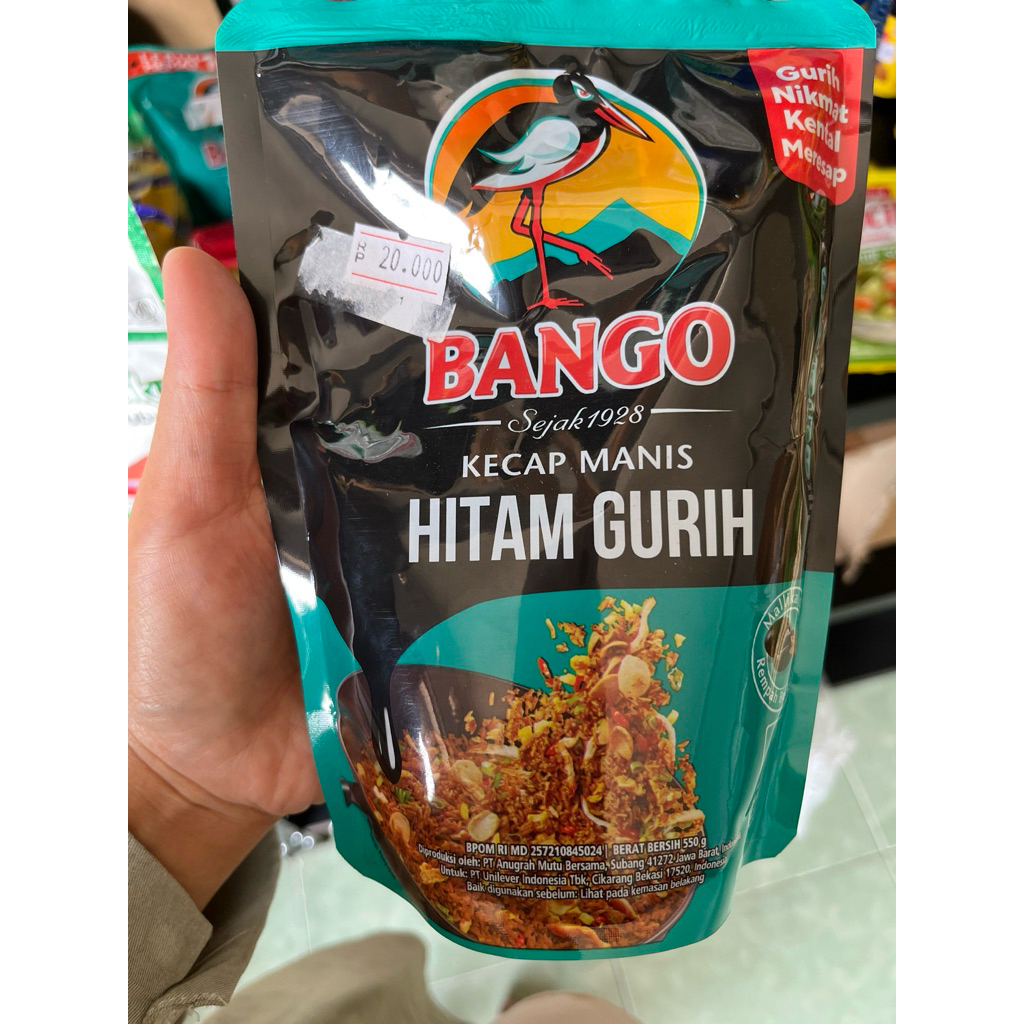 Gurih
Nikmat
Kental
Meresap
RP 20.000
BANGO
Sejak 1928
KECAP MANIS
HITAM GURIH
BPOM RI MD 257210845024 | BERAT BERSIH 550 g
Diproduksi oleh: PT Anugrah Mutu Bersama, Subang 41272 Jawa Barat,
Untuk: PT Unilever Indonesia Tbk, Cikarang Bekasi 17520, Indonesia
Baik digunakan sebelum: Lihat pada kemasan belakang